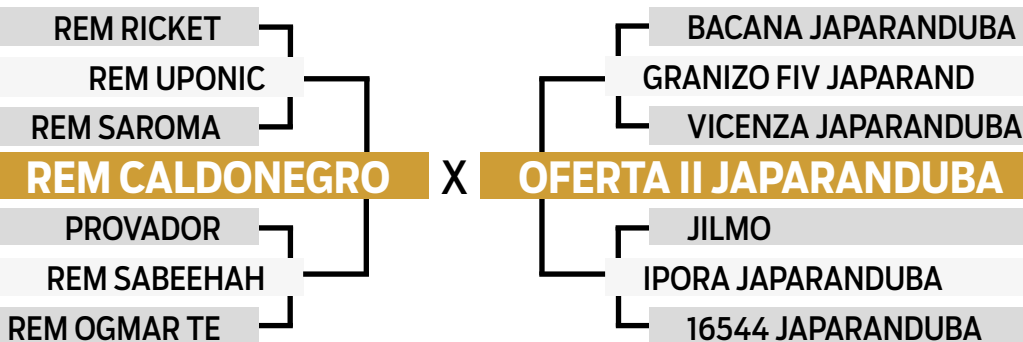 REM RICKET
REM UPONIC
REM SAROMA
REM CALDONEGRO
PROVADOR
REM SABEEHAH
REM OGMAR TE
X
BACANA JAPARANDUBA
GRANIZO FIV JAPARAND
VICENZA JAPARANDUBA
OFERTA II JAPARANDUBA
JILMO
IPORA JAPARANDUBA
16544 JAPARANDUBA